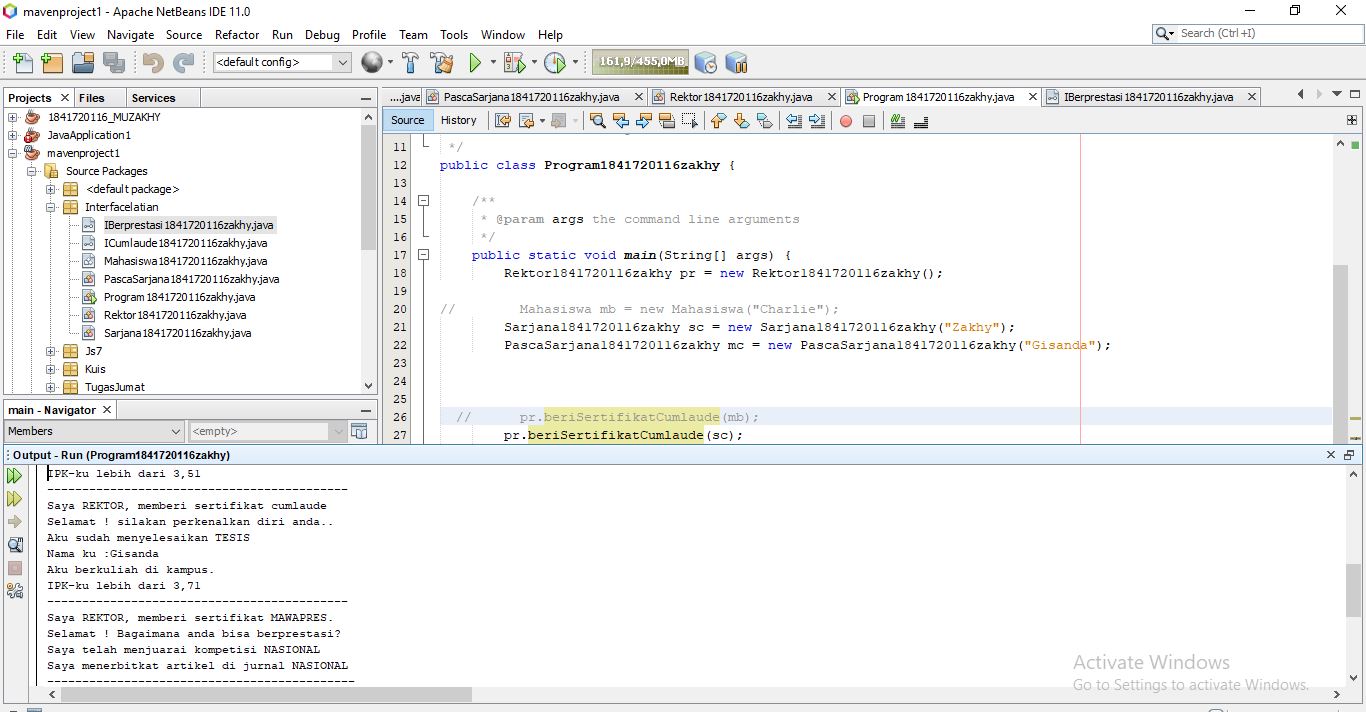 mavenproject1 - Apache NetBeans IDE 11.0
File Edit View Navigate Source Refactor Run Debug Profile Team Tools Window Help
Search (Ctrl+I)
<default config>
161,9/455,0MB
Projects Files Services
1841720116_MUZAKHY
JavaApplication1
mavenproject1
Source Packages
<default package>
Interfacelatian
IBerprestasi1841720116zakhy.java
ICumlaude1841720116zakhy.java
Mahasiswa1841720116zakhy.java
PascaSarjana1841720116zakhy.java
Program1841720116zakhy.java
Rektor1841720116zakhy.java
Sarjana1841720116zakhy.java
Js7
Kuis
TugasJumat
main - Navigator
Members
<empty>
....java PascaSarjana1841720116zakhy.java Rektor1841720116zakhy.java Program1841720116zakhy.java IBerprestasi1841720116zakhy.java
Source History
11 */
12 public class Program1841720116zakhy {
13
14 /**
15 * @param args the command line arguments
16 */
17 public static void main(String[] args) {
18 Rektor1841720116zakhy pr = new Rektor1841720116zakhy();
19
20 // Mahasiswa mb = new Mahasiswa("Charlie");
21 Sarjana1841720116zakhy sc = new Sarjana1841720116zakhy("Zakhy");
22 PascaSarjana1841720116zakhy mc = new PascaSarjana1841720116zakhy("Gisanda");
23
24
25
26 // pr.beriSertifikatCumlaude(mb);
27 pr.beriSertifikatCumlaude(sc);
Output - Run (Program1841720116zakhy)
IPK-ku lebih dari 3,51
-------------------------------------------
Saya REKTOR, memberi sertifikat cumlaude
Selamat ! silakan perkenalkan diri anda..
Aku sudah menyelesaikan TESIS
Nama ku :Gisanda
Aku berkuliah di kampus.
IPK-ku lebih dari 3,71
-------------------------------------------
Saya REKTOR, memberi sertifikat MAWAPRES.
Selamat ! Bagaimana anda bisa berprestasi?
Saya telah menjuarai kompetisi NASIONAL
Saya menerbitkat artikel di jurnal NASIONAL
--------------------------------------------
Activate Windows
Go to Settings to activate Windows.